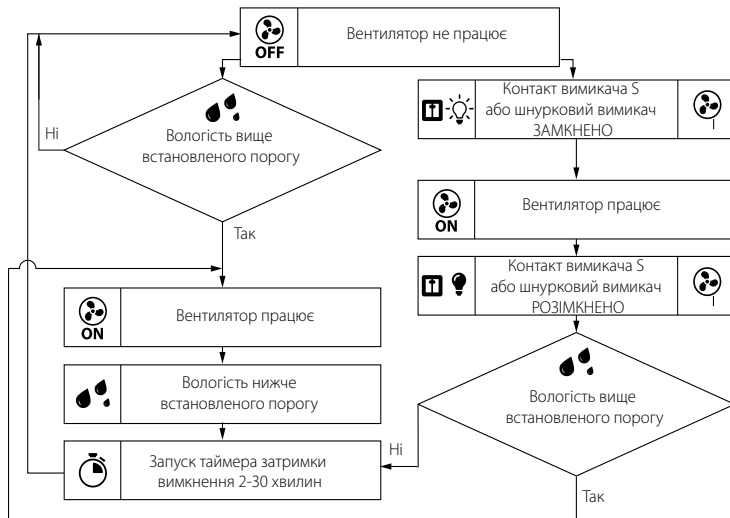 OFF
Вентилятор не працює
Контакт вимикача S
або шнурковий вимикач
ЗАМКНЕНО
Ні
Вологість вище
встановленого порогу
ON
Вентилятор працює
Так
Контакт вимикача S
або шнурковий вимикач
РОЗІМКНЕНО
ON
Вентилятор працює
Вологість нижче
встановленого порогу
Вологість вище
встановленого порогу
Ні
Запуск таймера затримки
вимкнення 2-30 хвилин
Так